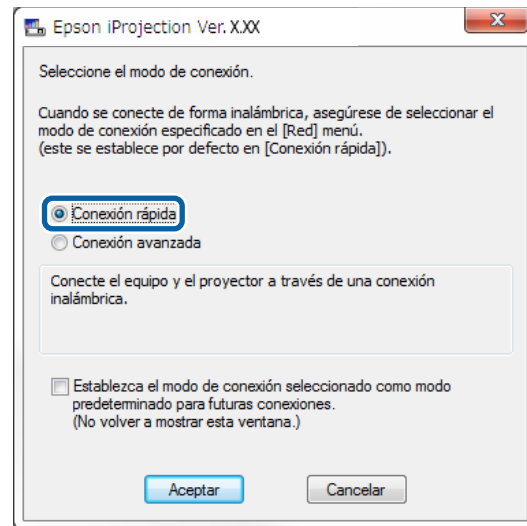 Epson iProjection Ver. X.XX
Seleccione el modo de conexión.
Cuando se conecte de forma inalámbrica, asegúrese de seleccionar el
modo de conexión especificado en el [Red] menú.
(este se establece por defecto en [Conexión rápida]).
Conexión rápida
Conexión avanzada
Conecte el equipo y el proyector a través de una conexión
inalámbrica.
Establezca el modo de conexión seleccionado como modo
predeterminado para futuras conexiones.
(No volver a mostrar esta ventana.)
Aceptar Cancelar